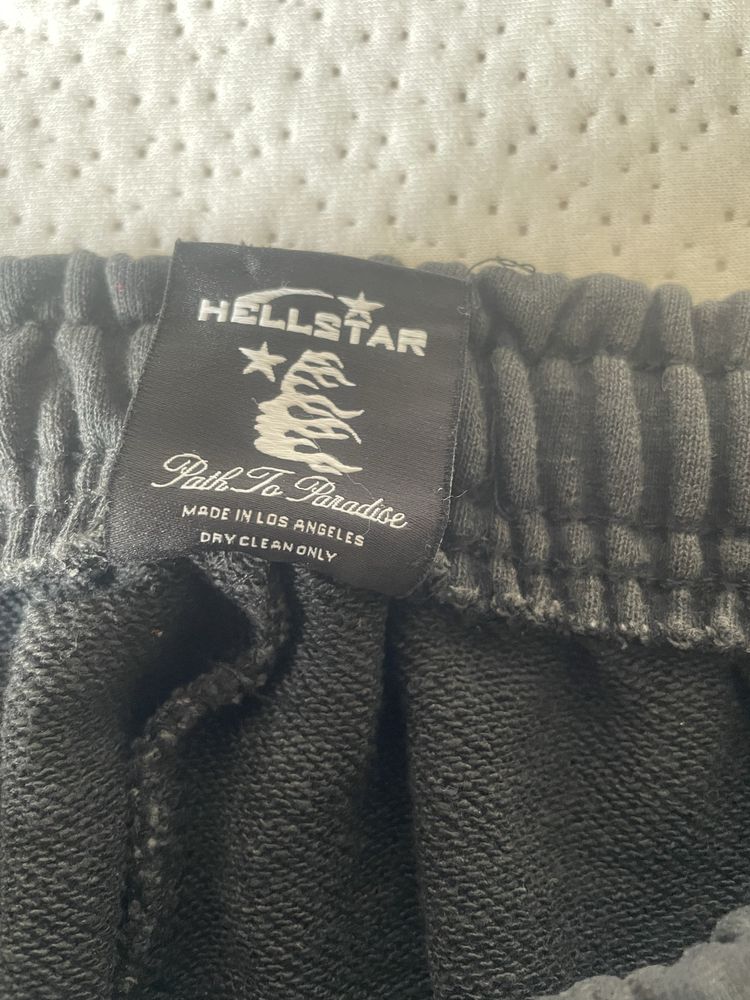 HELLSTAR
Path To Paradise
MADE IN LOS ANGELES
DRY CLEAN ONLY